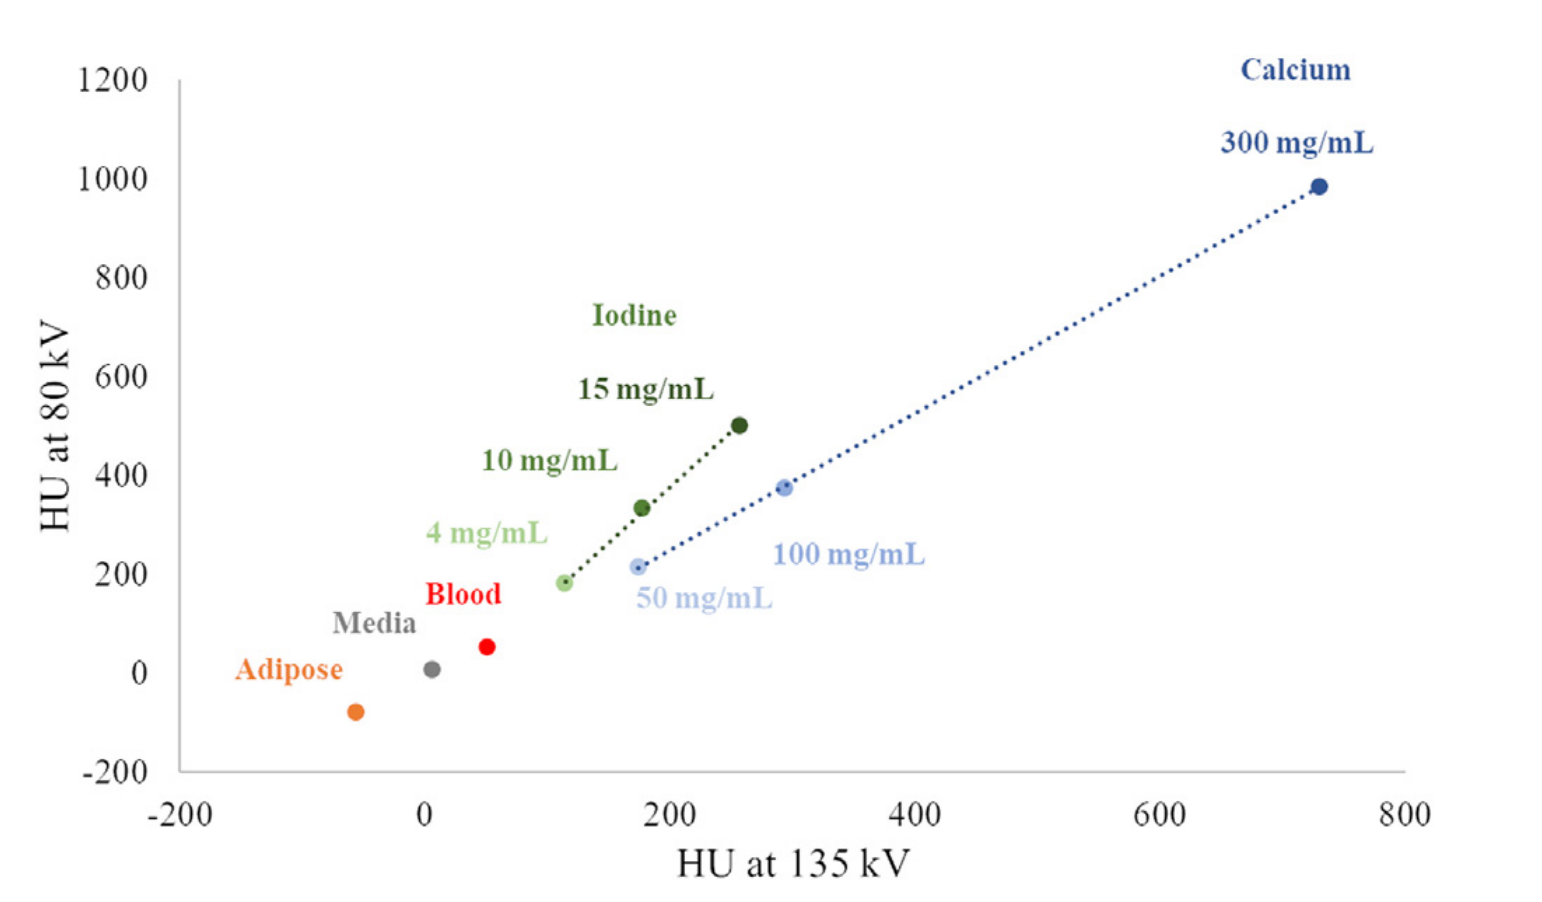 Calcium
1200
300 mg/mL
1000
800
Iodine
600
15 mg/mL
HU at 80 kV
10 mg/mL
400
4 mg/mL
100 mg/mL
200
Blood
50 mg/mL
Media
Adipose
0
-200
-200 0 200 400 600 800
HU at 135 kV